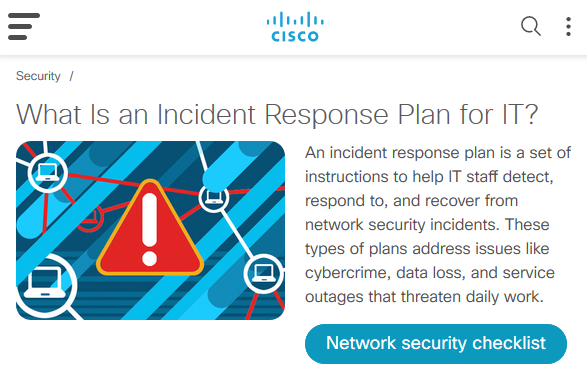 CISCO
Security /
What Is an Incident Response Plan for IT?
An incident response plan is a set of
instructions to help IT staff detect,
respond to, and recover from
network security incidents. These
types of plans address issues like
cybercrime, data loss, and service
outages that threaten daily work.
Network security checklist